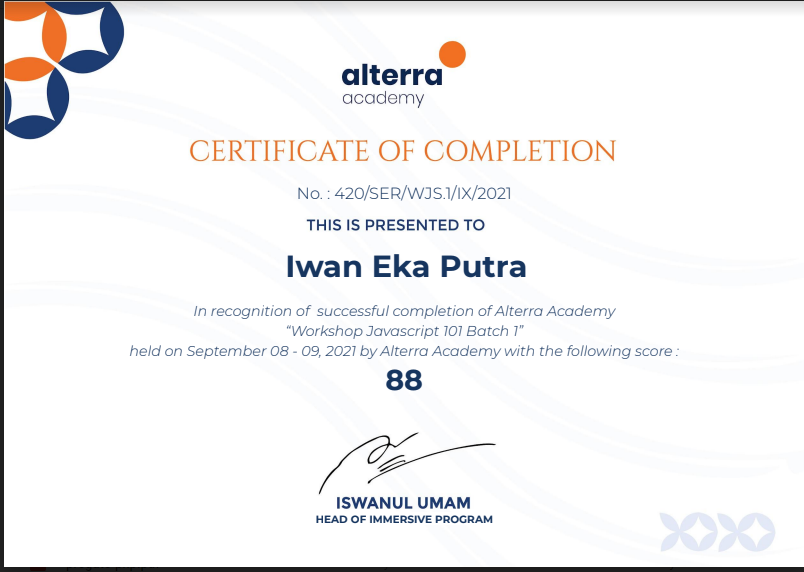 alterra
academy
CERTIFICATE OF COMPLETION
No. : 420/SER/WJS.1/IX/2021
THIS IS PRESENTED TO
Iwan Eka Putra
In recognition of successful completion of Alterra Academy
“Workshop Javascript 101 Batch 1”
held on September 08 - 09, 2021 by Alterra Academy with the following score :
88
ISWANUL UMAM
HEAD OF IMMERSIVE PROGRAM